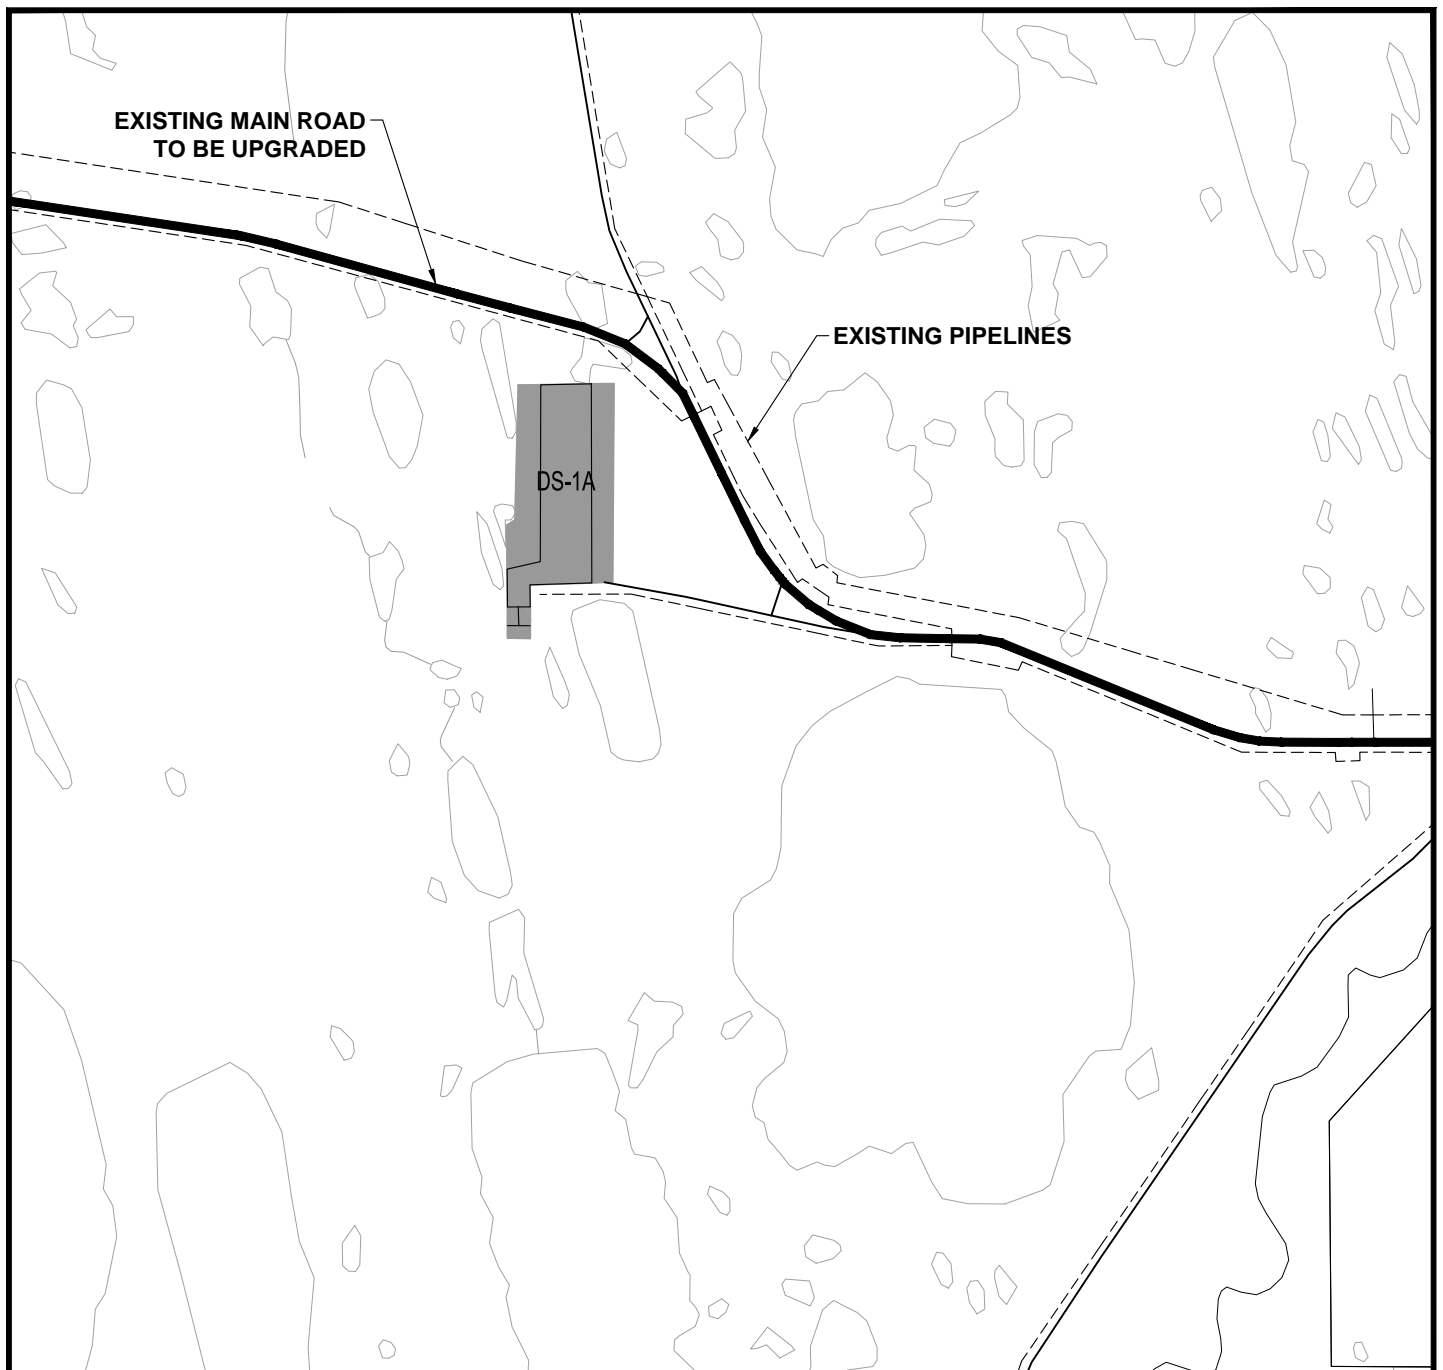 EXISTING MAIN ROAD
TO BE UPGRADED
EXISTING PIPELINES
DS-1A